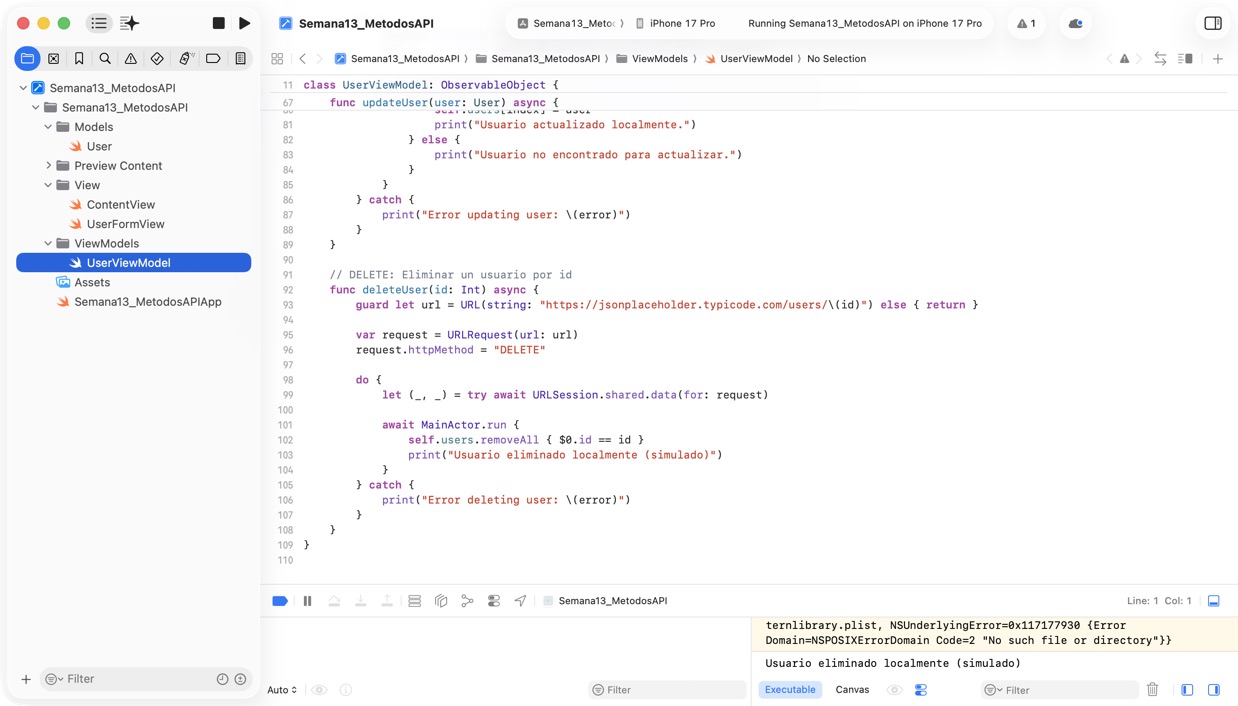 Semana13_MetodosAPI
Semana13_Metoc
iPhone 17 Pro
Running Semana13_MetodosAPI on iPhone 17 Pro
1
Semana13_MetodosAPI
Semana13_MetodosAPI
Models
User
Preview Content
View
ContentView
UserFormView
ViewModels
UserViewModel
Assets
Semana13_MetodosAPIApp
Filter
Semana13_MetodosAPI 〉 Semana13_MetodosAPI 〉 ViewModels 〉 UserViewModel 〉 No Selection
11 class UserViewModel: ObservableObject {
67 func updateUser(user: User) async {
81 print("Usuario actualizado localmente.")
82 } else {
83 print("Usuario no encontrado para actualizar.")
84 }
85 }
86 } catch {
87 print("Error updating user: \(error)")
88 }
89 }
90
91 // DELETE: Eliminar un usuario por id
92 func deleteUser(id: Int) async {
93 guard let url = URL(string: "https://jsonplaceholder.typicode.com/users/\(id)") else { return }
94
95 var request = URLRequest(url: url)
96 request.httpMethod = "DELETE"
97
98 do {
99 let (_, _) = try await URLSession.shared.data(for: request)
100
101 await MainActor.run {
102 self.users.removeAll { $0.id == id }
103 print("Usuario eliminado localmente (simulado)")
104 }
105 } catch {
106 print("Error deleting user: \(error)")
107 }
108 }
109 }
110
Semana13_MetodosAPI
Line: 1 Col: 1
ternlibrary.plist, NSUnderlyingError=0x117177930 {Error
Domain=NSPOSIXErrorDomain Code=2 "No such file or directory"}}
Usuario eliminado localmente (simulado)
Auto
Filter
Executable
Canvas
Filter